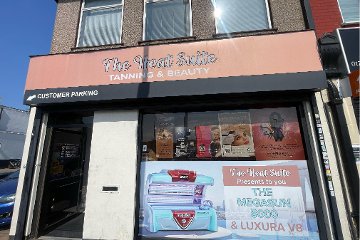 The Heat Suite
TANNING & BEAUTY
CUSTOMER PARKING
The Heat Suite
Presents to you
THE
MEGASUN
8000
& LUXURA V8